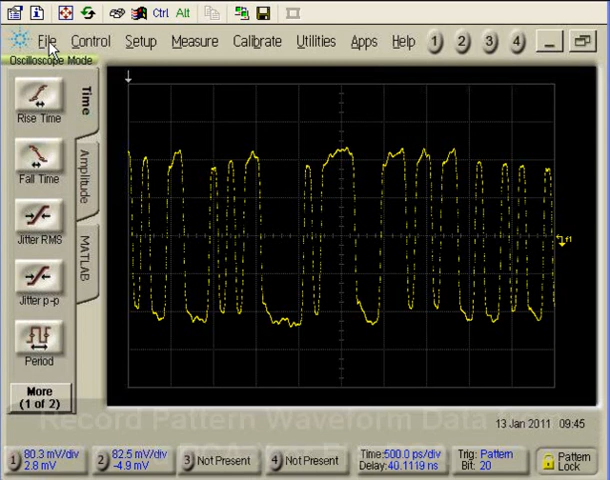 Ctrl Alt
File Control Setup Measure Calibrate Utilities Apps Help 1 2 3 4
Oscilloscope Mode
Time
Rise Time
Amplitude
Fall Time
Jitter RMS
MATLAB
Jitter p-p
Period
More
(1 of 2)
f1
Record Pattern Waveform Data
13 Jan 2011 09:45
1 80.3 mV/div 2.8 mV
2 82.5 mV/div -4.9 mV
3 Not Present
4 Not Present
Time:500.0 ps/div
Delay:40.1119 ns
Trig: Pattern
Bit: 20
Pattern Lock